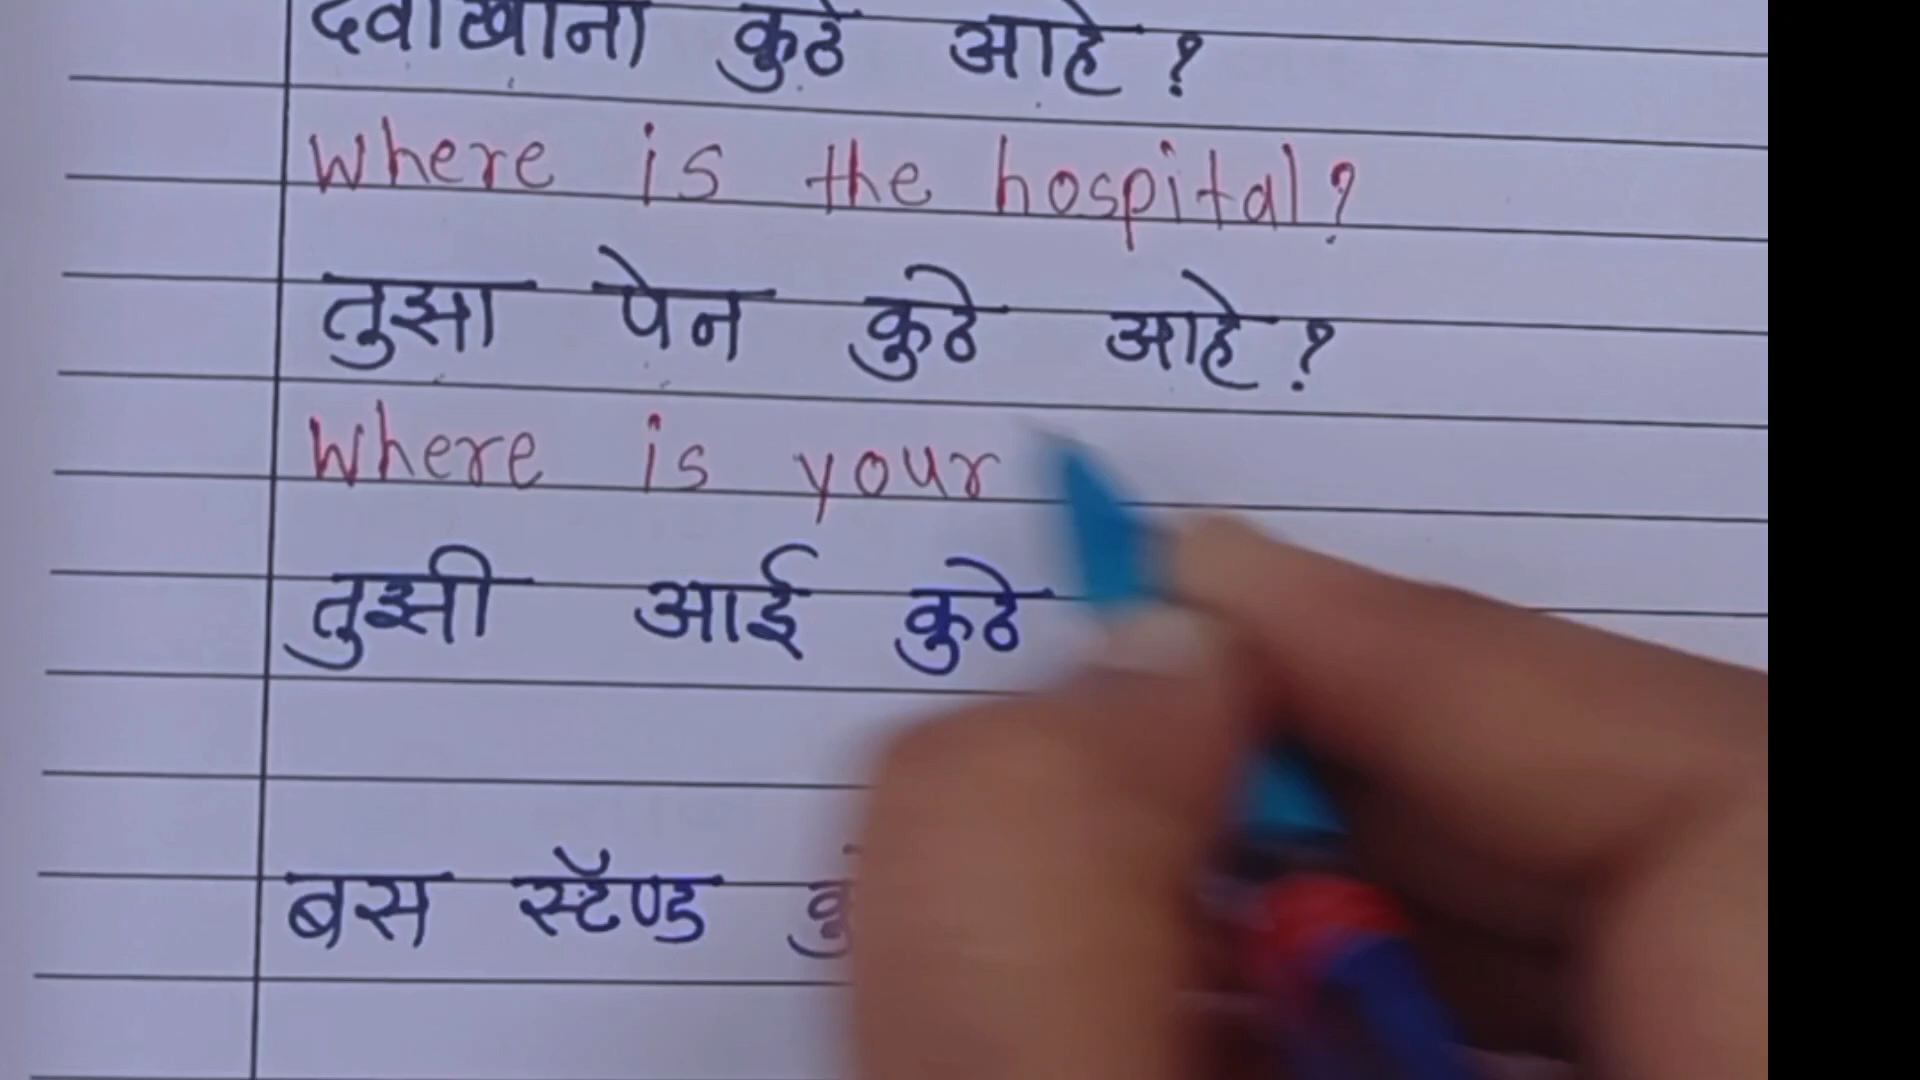 दवाखाना कुठे आहे ?
Where is the hospital?
तुझा पेन कुठे आहे ?
Where is your
तुझी आई कुठे
बस स्टॅण्ड